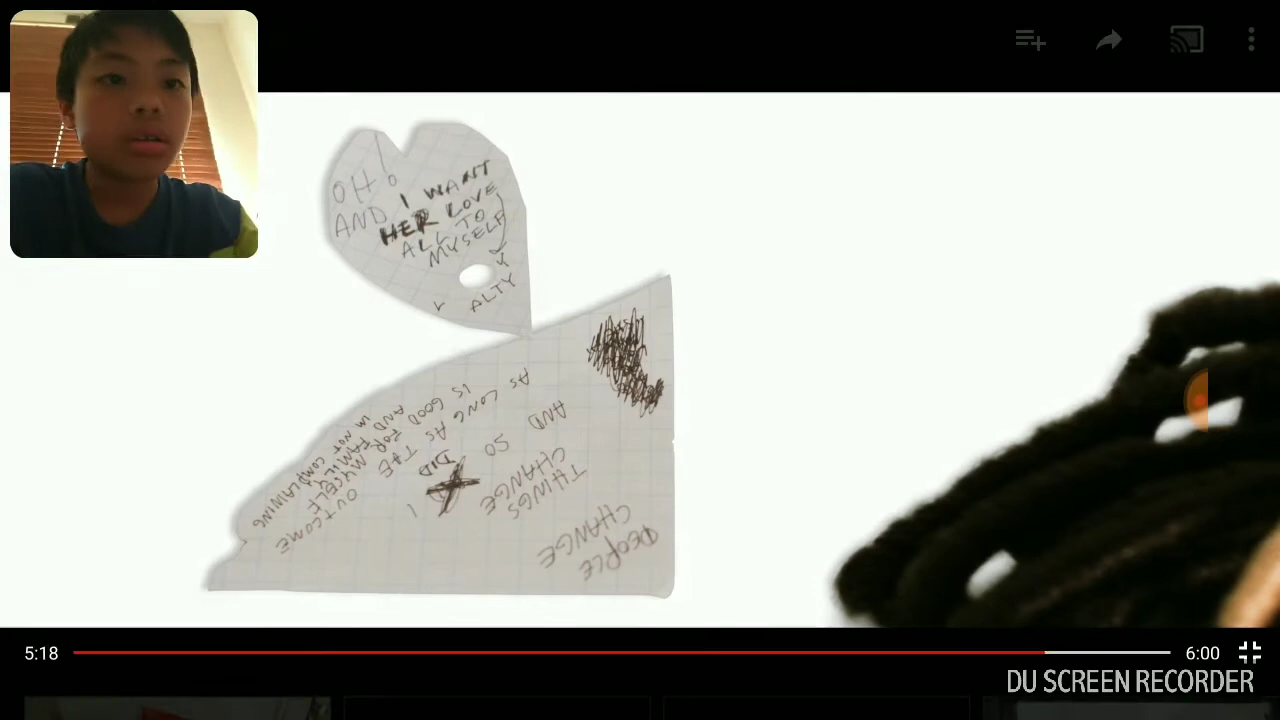 OH!
AND I WANT
HER LOVE
ALL TO
MYSELF
ALTY
PEOPLE
CHANGE
THINGS
CHANGE
AND SO
DID
I
AS LONG AS THE OUTCOME
IS GOOD FOR MYSELF
AND FAMILY
IM NOT COMPLAINING
5:18
6:00
DU SCREEN RECORDER